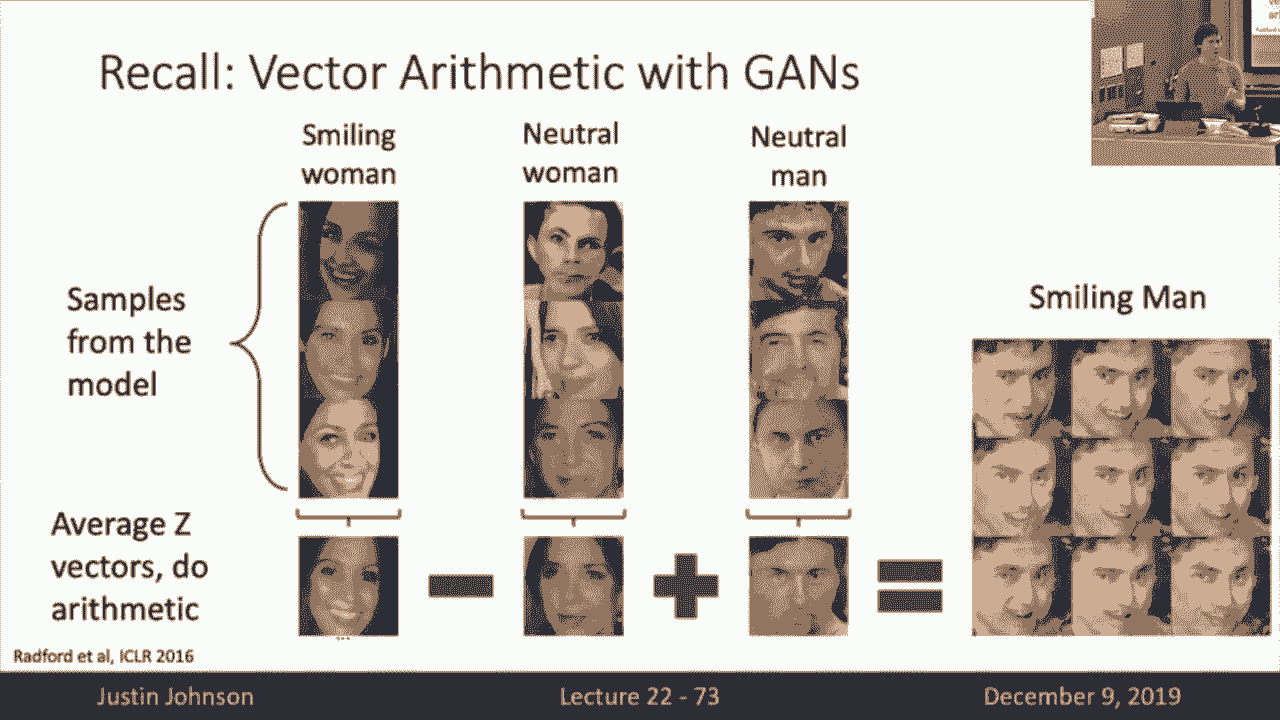 Recall: Vector Arithmetic with GANs
Smiling
woman
Neutral
woman
Neutral
man
Samples
from the
model
Smiling Man
Average Z
vectors, do
arithmetic
Radford et al, ICLR 2016
Justin Johnson
Lecture 22 - 73
December 9, 2019